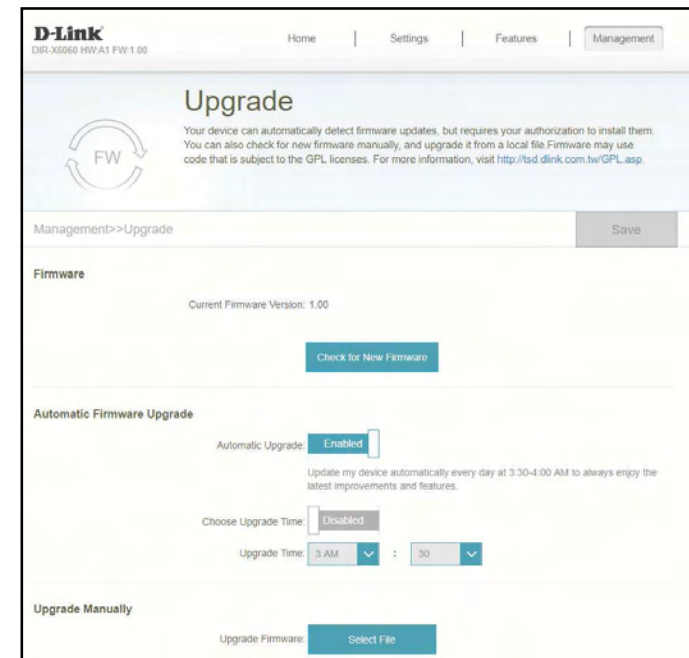 D-Link
DIR-X6060 HW:A1 FW:1.00
Home | Settings | Features | Management
Upgrade
Your device can automatically detect firmware updates, but requires your authorization to install them.
You can also check for new firmware manually, and upgrade it from a local file.Firmware may use
code that is subject to the GPL licenses. For more information, visit http://tsd.dlink.com.tw/GPL.asp.
FW
Management>>Upgrade
Save
Firmware
Current Firmware Version: 1.00
Check for New Firmware
Automatic Firmware Upgrade
Automatic Upgrade: Enabled
Update my device automatically every day at 3:30-4:00 AM to always enjoy the
latest improvements and features.
Choose Upgrade Time: Disabled
Upgrade Time: 3 AM : 30
Upgrade Manually
Upgrade Firmware: Select File